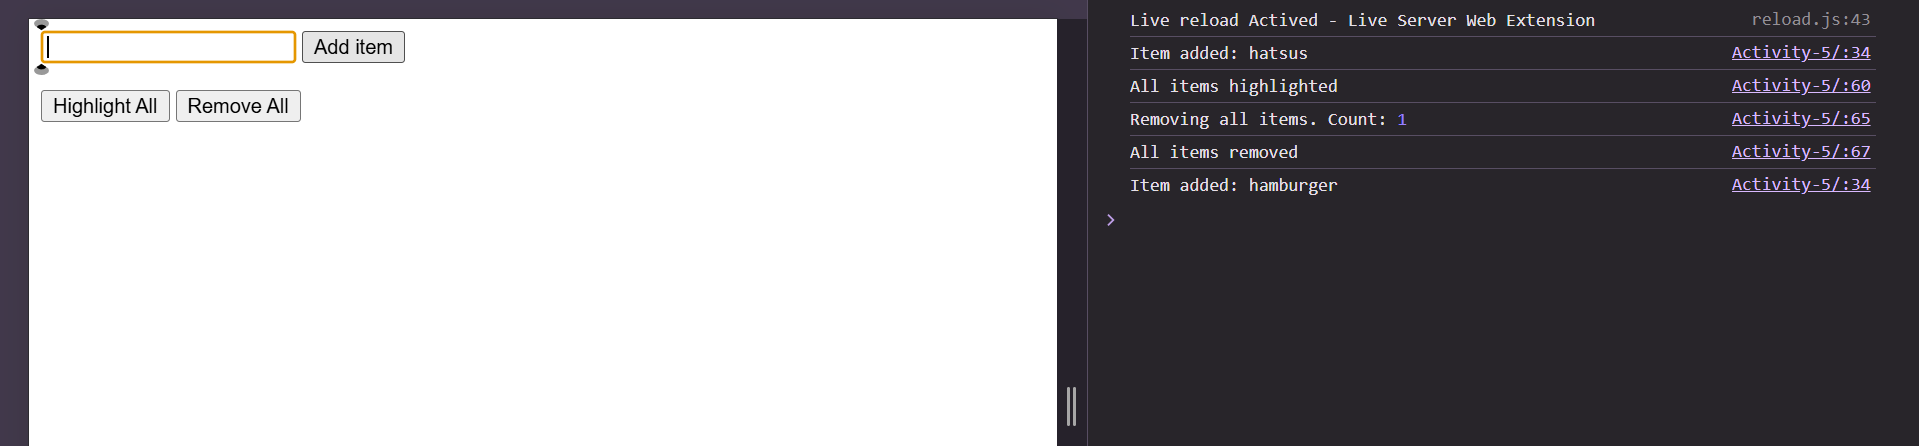 Add item
Highlight All Remove All
Live reload Actived - Live Server Web Extension reload.js:43
Item added: hatsus Activity-5/:34
All items highlighted Activity-5/:60
Removing all items. Count: 1 Activity-5/:65
All items removed Activity-5/:67
Item added: hamburger Activity-5/:34